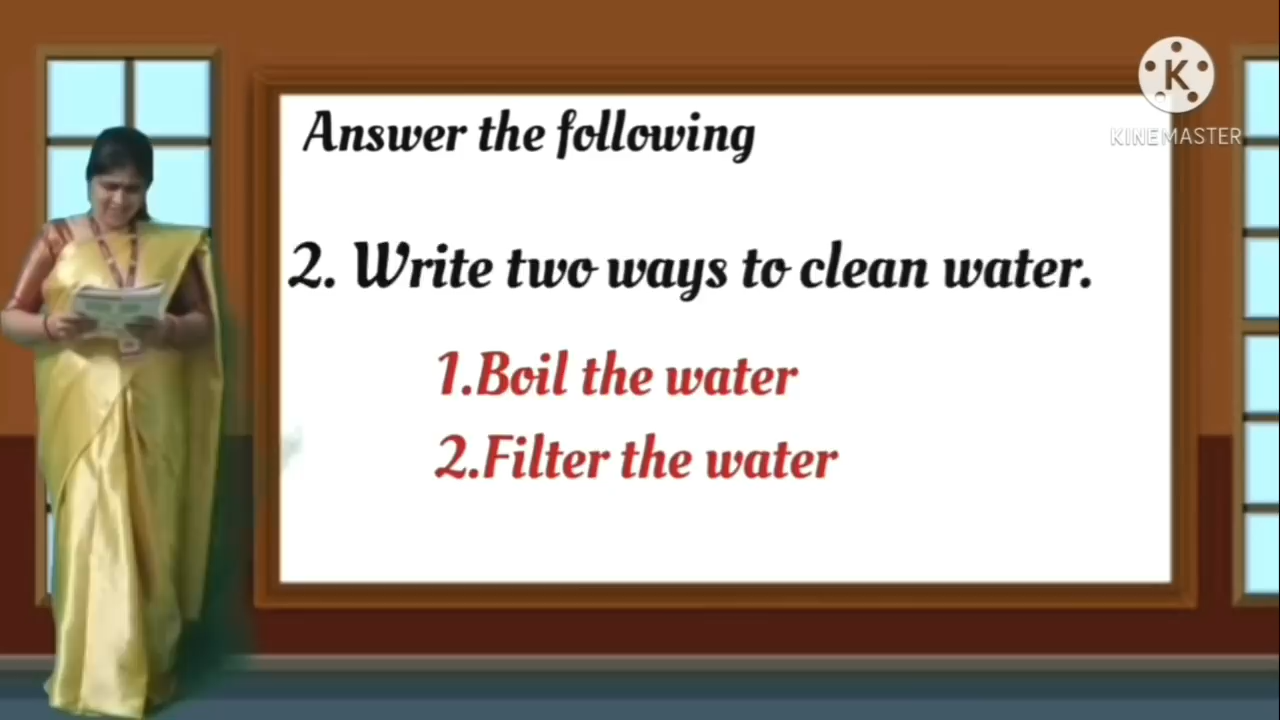 Answer the following
2. Write two ways to clean water.
1.Boil the water
2.Filter the water
K
KINEMASTER